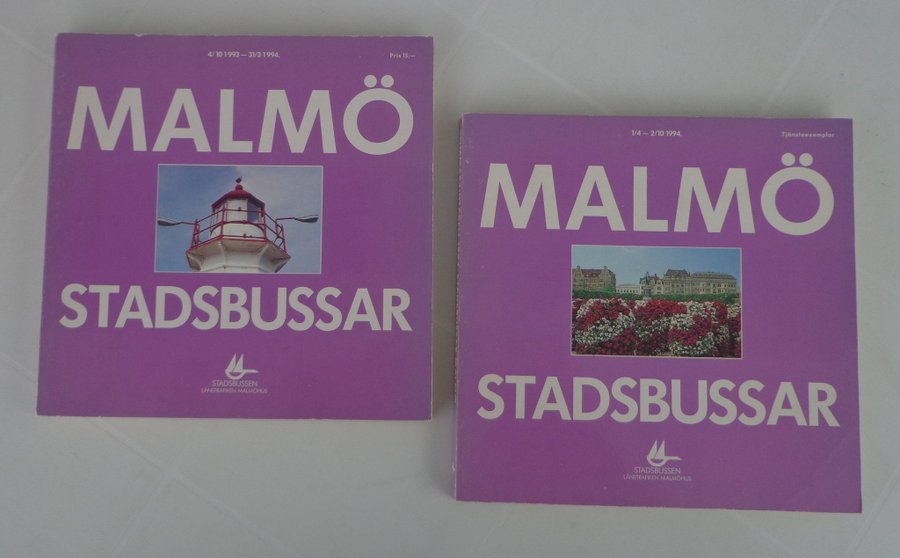 4/10 1993 — 31/3 1994.
Prix 15:—
MALMÖ
STADSBUSSAR
STADSBUSSEN
LÄNSTRAFIKEN MALMÖHUS
1/4 — 2/10 1994.
Tjänsteexemplar
MALMÖ
STADSBUSSAR
STADSBUSSEN
LÄNSTRAFIKEN MALMÖHUS